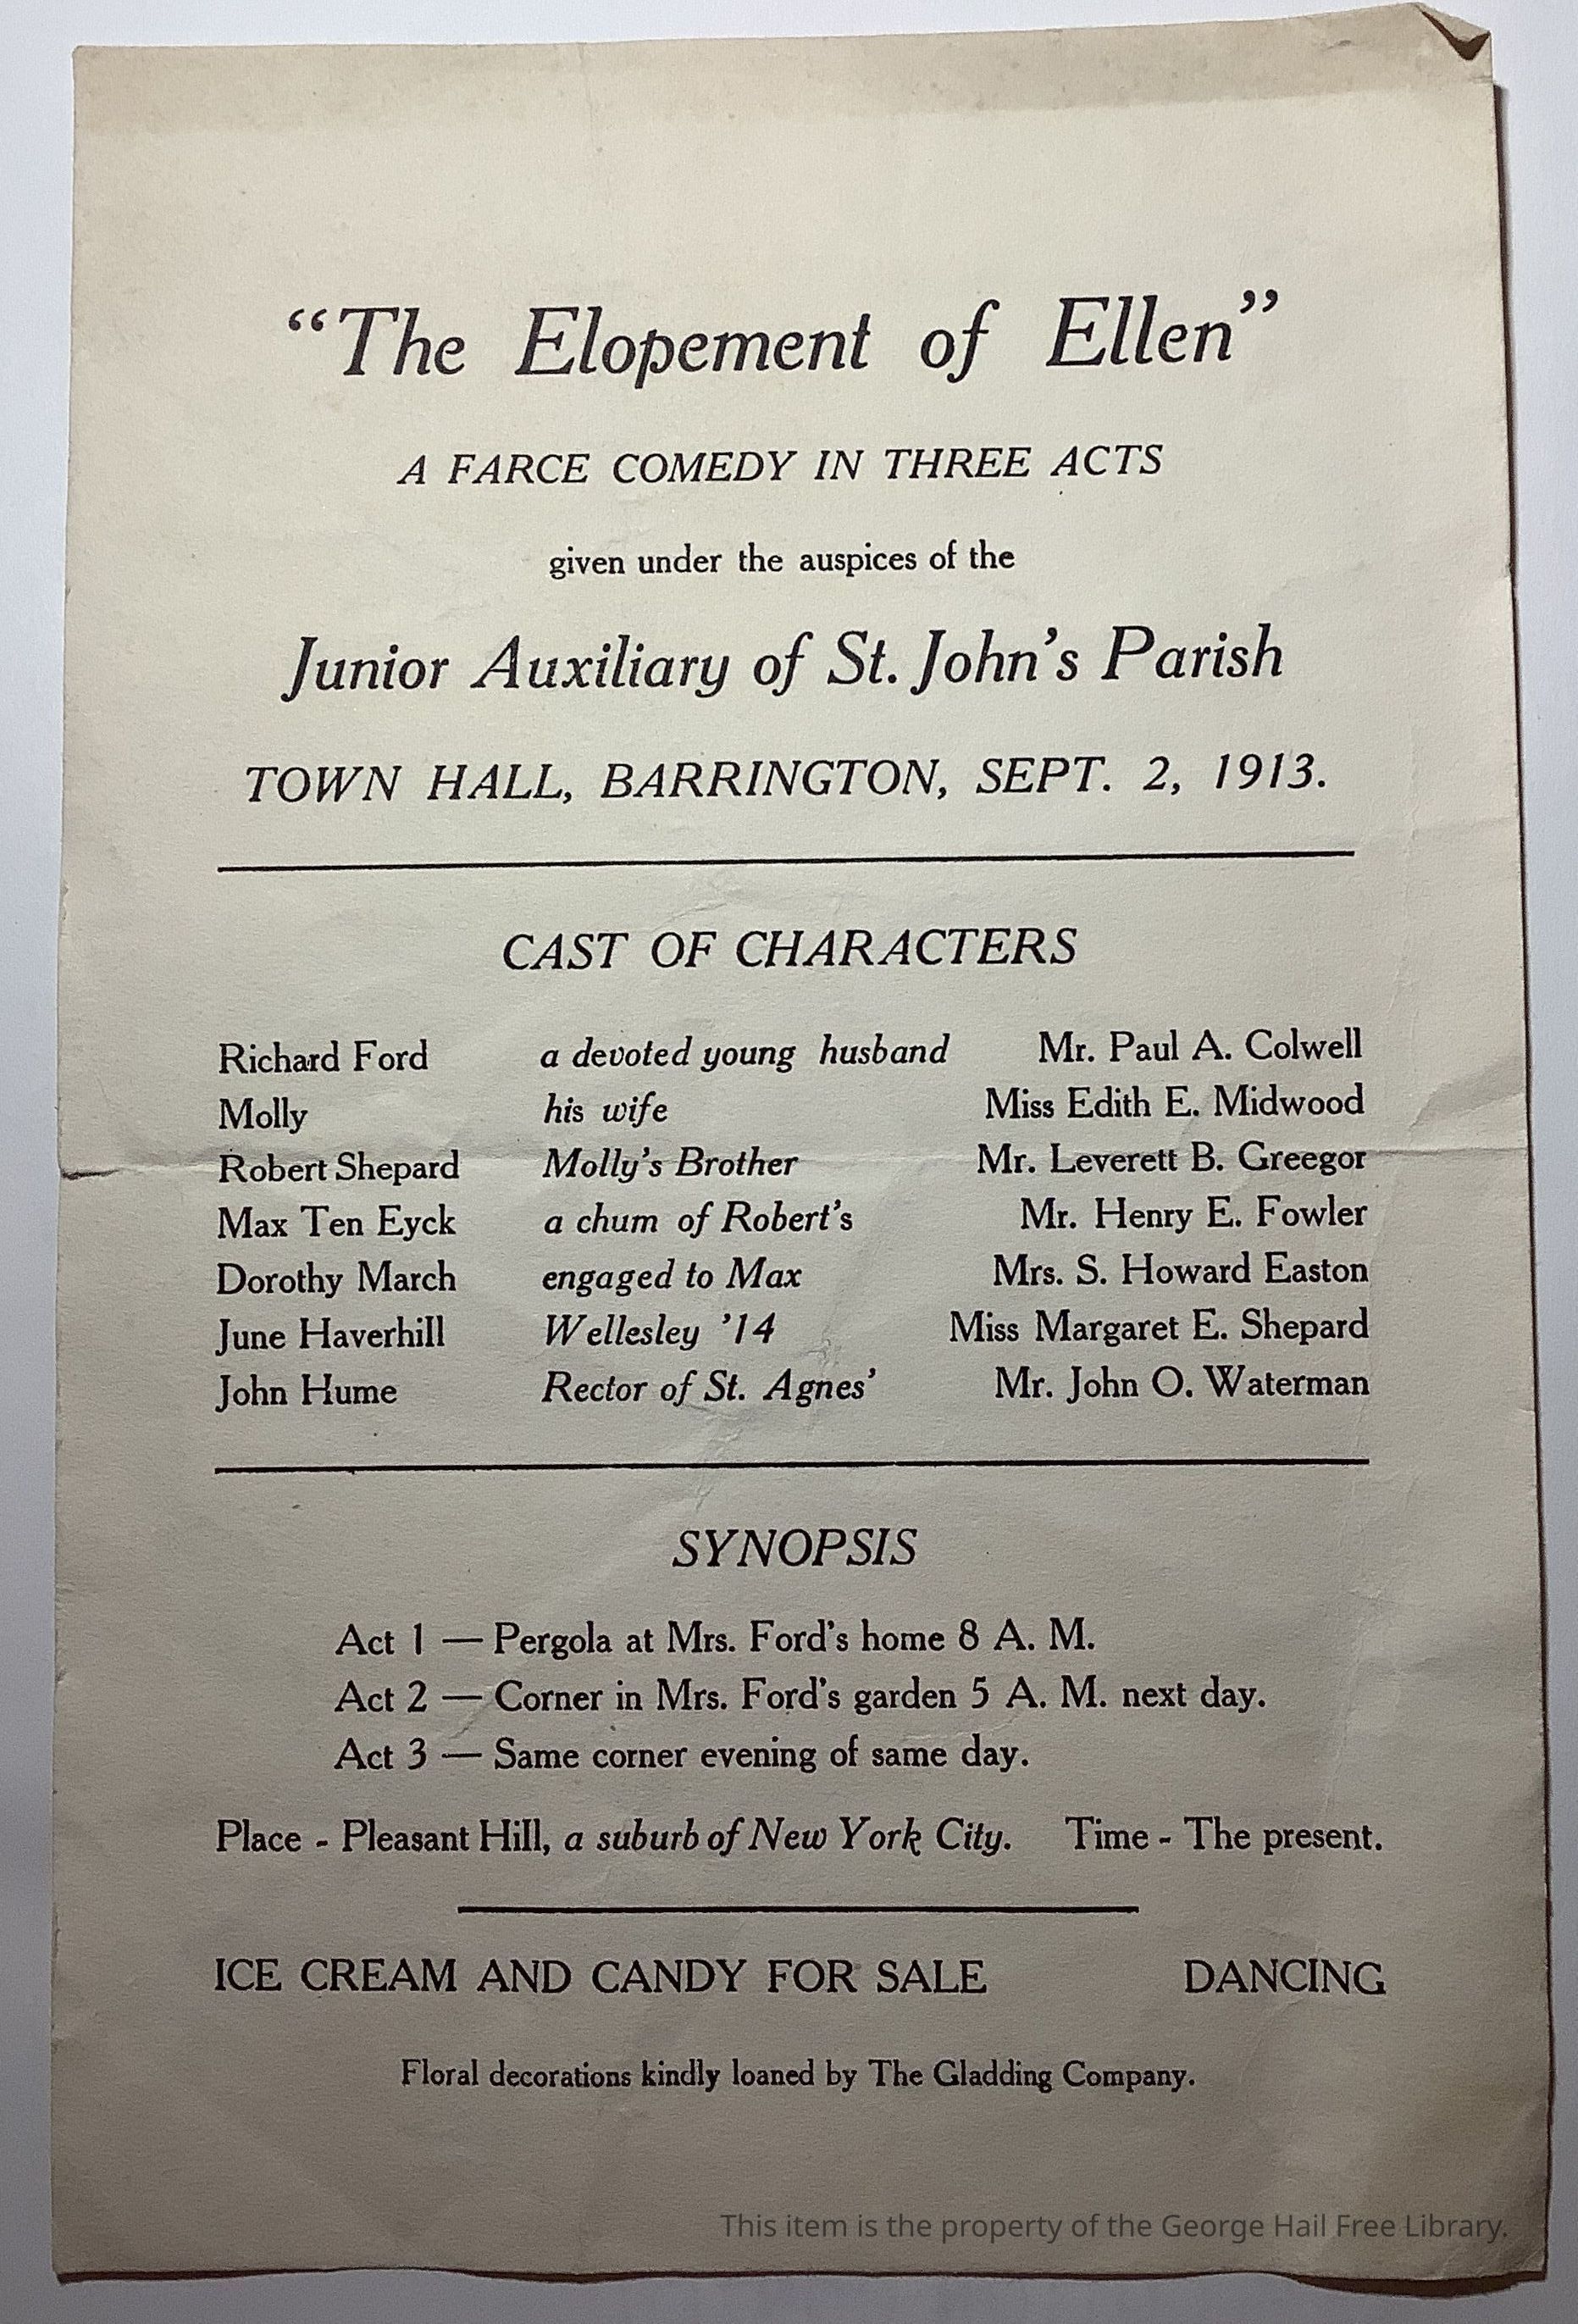 “The Elopement of Ellen”
A FARCE COMEDY IN THREE ACTS
given under the auspices of the
Junior Auxiliary of St. John’s Parish
TOWN HALL, BARRINGTON, SEPT. 2, 1913.
CAST OF CHARACTERS
Richard Ford a devoted young husband Mr. Paul A. Colwell
Molly his wife Miss Edith E. Midwood
Robert Shepard Molly’s Brother Mr. Leverett B. Greegor
Max Ten Eyck a chum of Robert’s Mr. Henry E. Fowler
Dorothy March engaged to Max Mrs. S. Howard Easton
June Haverhill Wellesley ’14 Miss Margaret E. Shepard
John Hume Rector of St. Agnes’ Mr. John O. Waterman
SYNOPSIS
Act 1 — Pergola at Mrs. Ford’s home 8 A. M.
Act 2 — Corner in Mrs. Ford’s garden 5 A. M. next day.
Act 3 — Same corner evening of same day.
Place - Pleasant Hill, a suburb of New York City. Time - The present.
ICE CREAM AND CANDY FOR SALE DANCING
Floral decorations kindly loaned by The Gladding Company.
This item is the property of the George Hail Free Library.